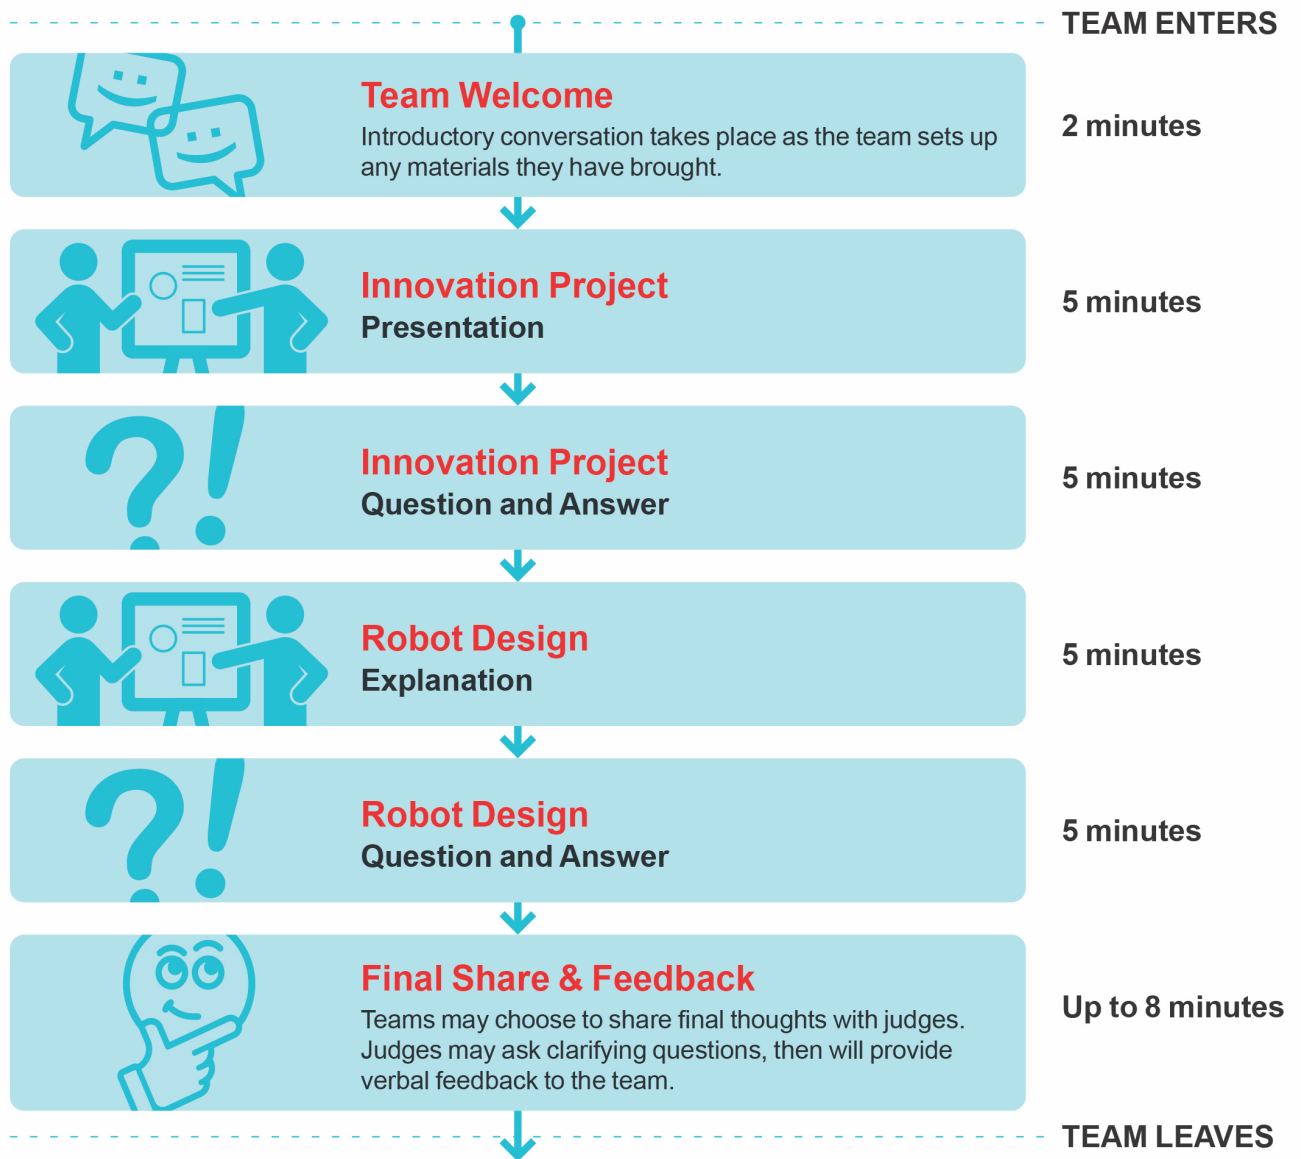 TEAM ENTERS
Team Welcome
Introductory conversation takes place as the team sets up
any materials they have brought.
2 minutes
Innovation Project
Presentation
5 minutes
Innovation Project
Question and Answer
5 minutes
Robot Design
Explanation
5 minutes
Robot Design
Question and Answer
5 minutes
Final Share & Feedback
Teams may choose to share final thoughts with judges.
Judges may ask clarifying questions, then will provide
verbal feedback to the team.
Up to 8 minutes
TEAM LEAVES